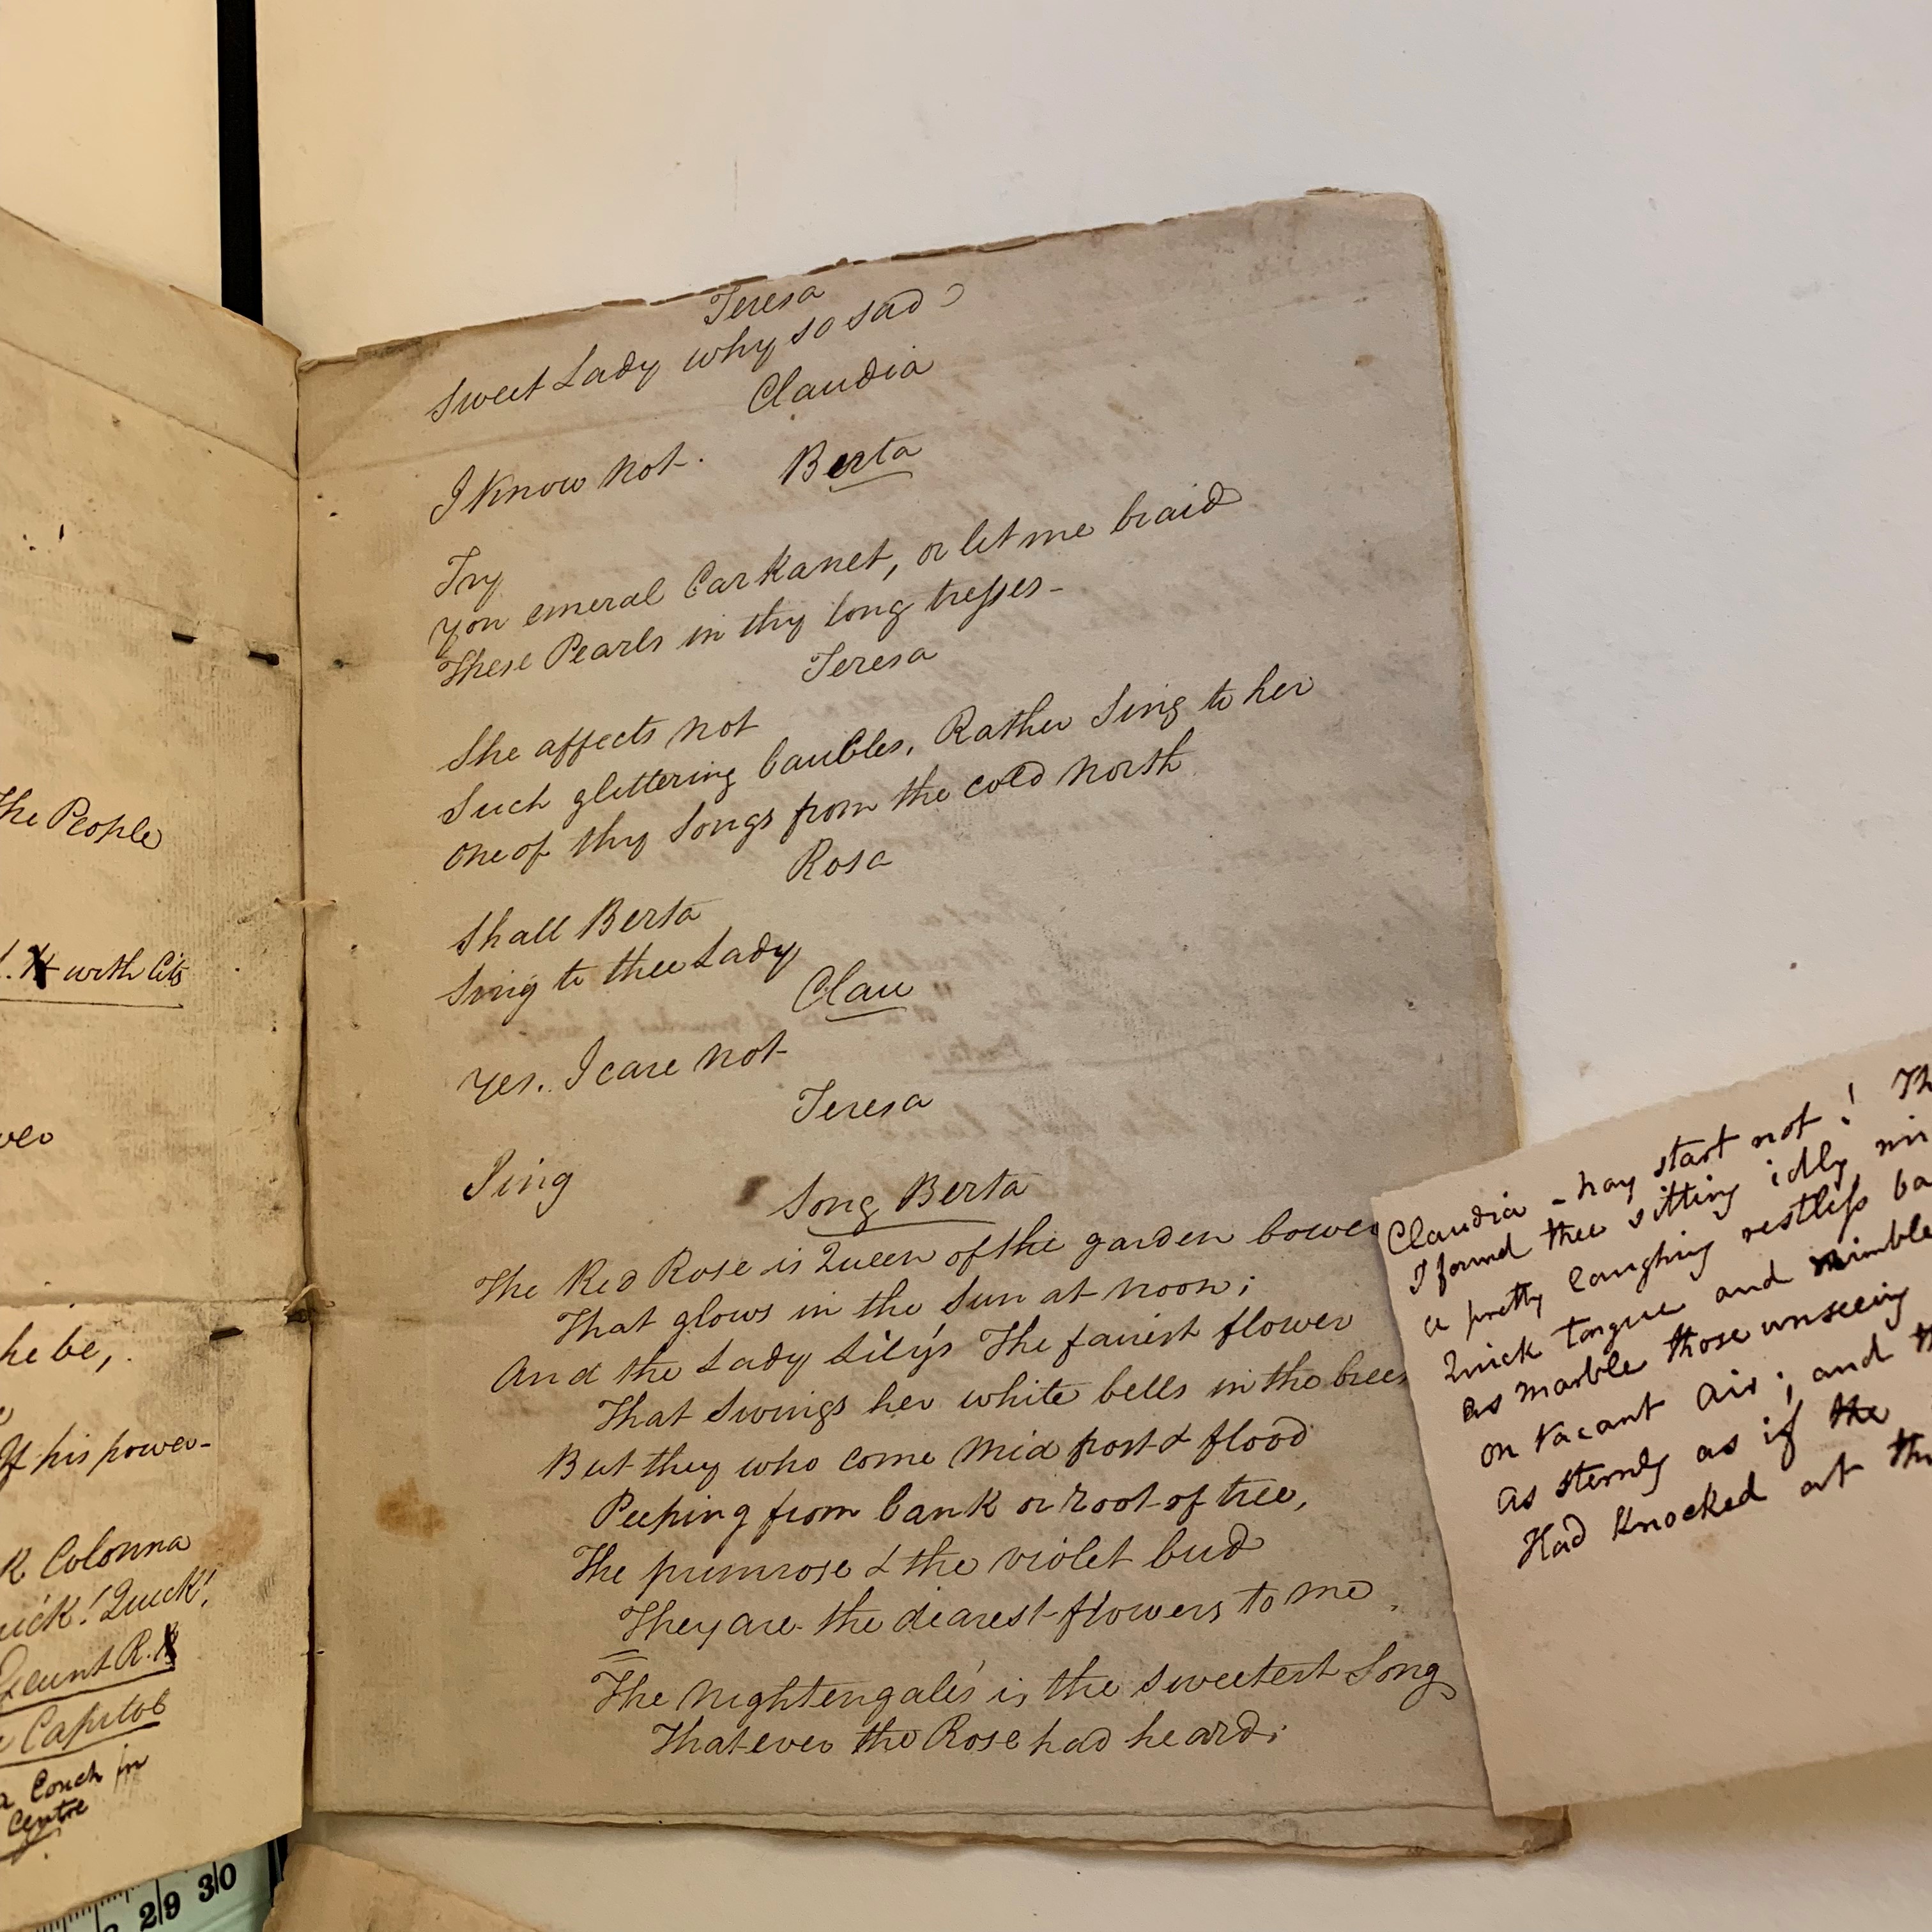 The People
with Cits
he be,
If his power-
Colonna
Quick!
R.
Capitol
a Couch in
Centre
Teresa
Sweet Lady why so sad?
Claudia
I Know not.
Berta
Try
yon emeral Carkanet, or let me braid
These Pearls in thy long tresses-
Teresa
She affects not
Such glittering baubles, Rather Sing to her
one of thy Songs from the cold North
Rosa
Shall Berta
Sing to thee Lady
Clau
Yes. I care not
Teresa
Sing
Song Berta
The Red Rose is Queen of the garden bower
That glows in the Sun at noon;
And the Lady Lily's The fairest flower
That Swings her white bells in the
But they who come mid frost & flood
Peeping from bank or root of tree,
The primrose & the violet bud
They are the dearest flowers to me.
The Nightengale's is the sweetest Song
That ever the Rose had heard;
Claudia - nay start not! Th
I found thee sitting idly
a pretty laughing restless ba
Quick tongue and nimble
as marble those unseeing
on vacant air; and th
as sternly as if the
Had knocked at
29 30